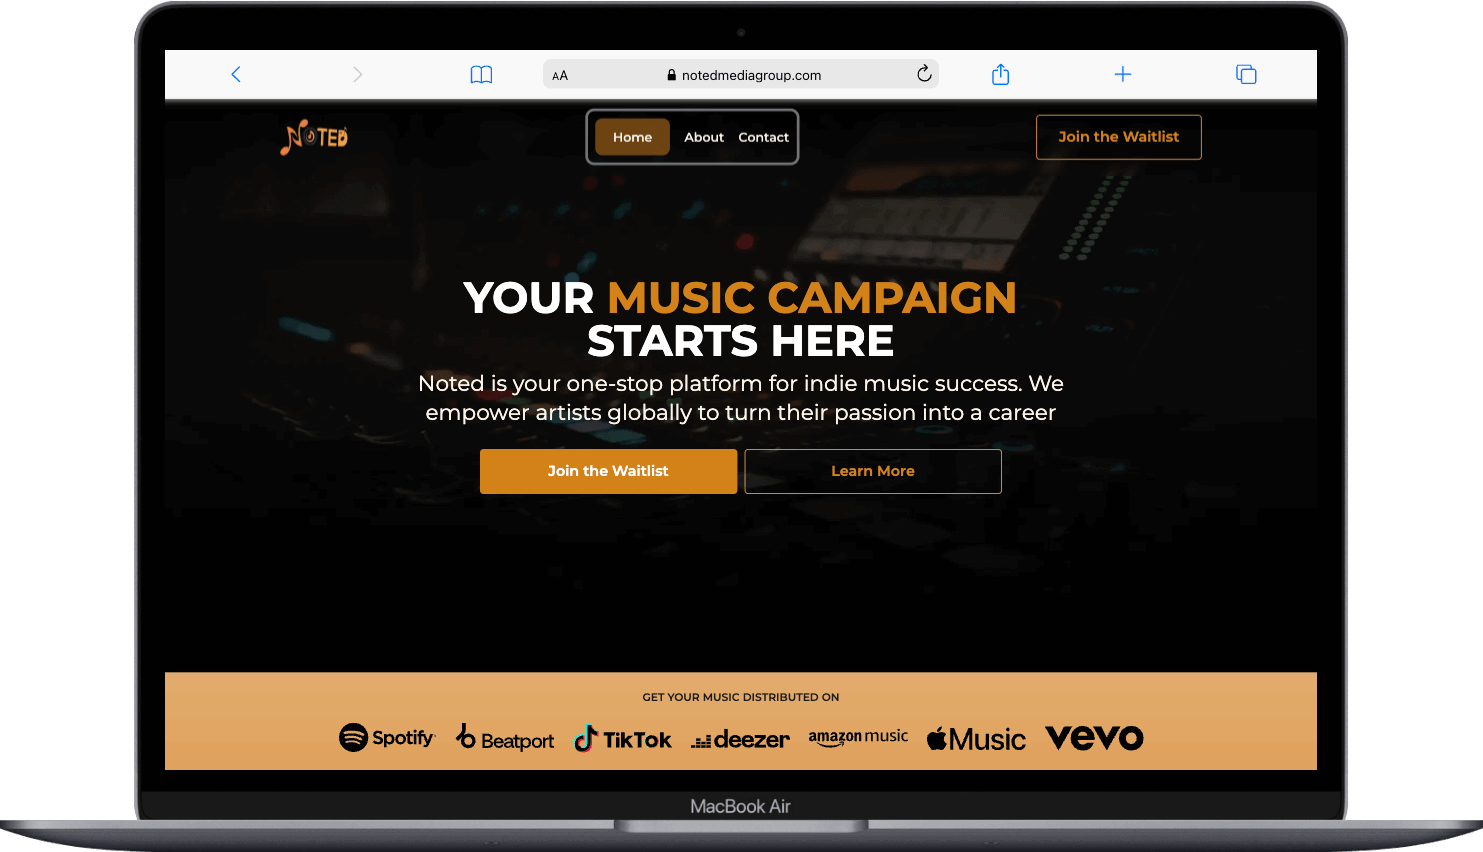 AA notedmediagroup.com
NOTED
Home About Contact
Join the Waitlist
YOUR MUSIC CAMPAIGN
STARTS HERE
Noted is your one-stop platform for indie music success. We
empower artists globally to turn their passion into a career
Join the Waitlist
Learn More
GET YOUR MUSIC DISTRIBUTED ON
Spotify Beatport TikTok deezer amazon music Music vevo
MacBook Air